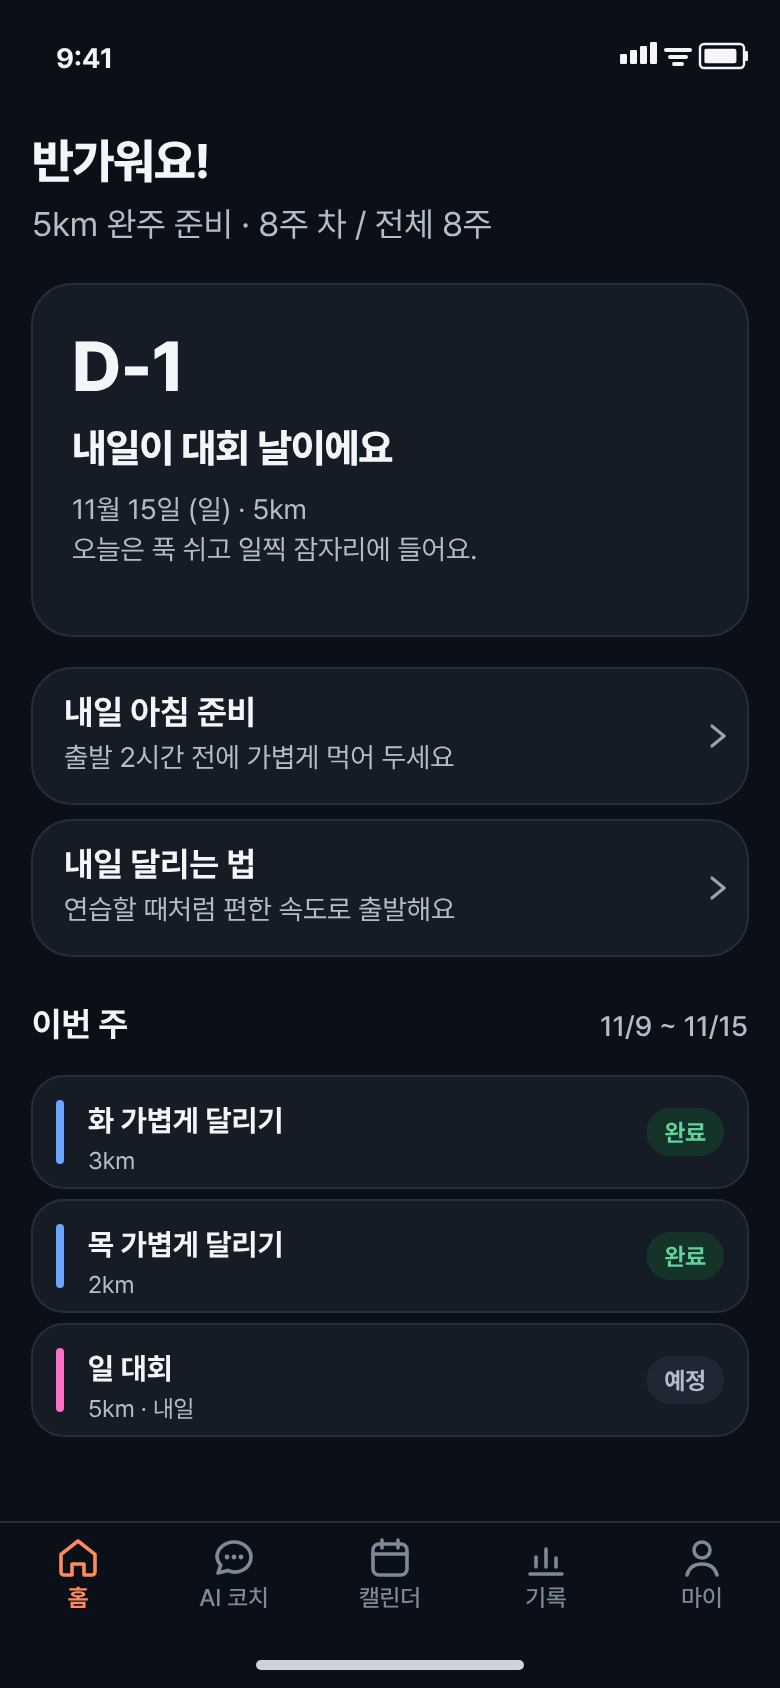 9:41
반가워요!
5km 완주 준비 · 8주 차 / 전체 8주
D-1
내일이 대회 날이에요
11월 15일 (일) · 5km
오늘은 푹 쉬고 일찍 잠자리에 들어요.
내일 아침 준비
출발 2시간 전에 가볍게 먹어 두세요
내일 달리는 법
연습할 때처럼 편한 속도로 출발해요
이번 주
11/9 ~ 11/15
화 가볍게 달리기
완료
3km
목 가볍게 달리기
완료
2km
일 대회
예정
5km · 내일
홈
AI 코치
캘린더
기록
마이